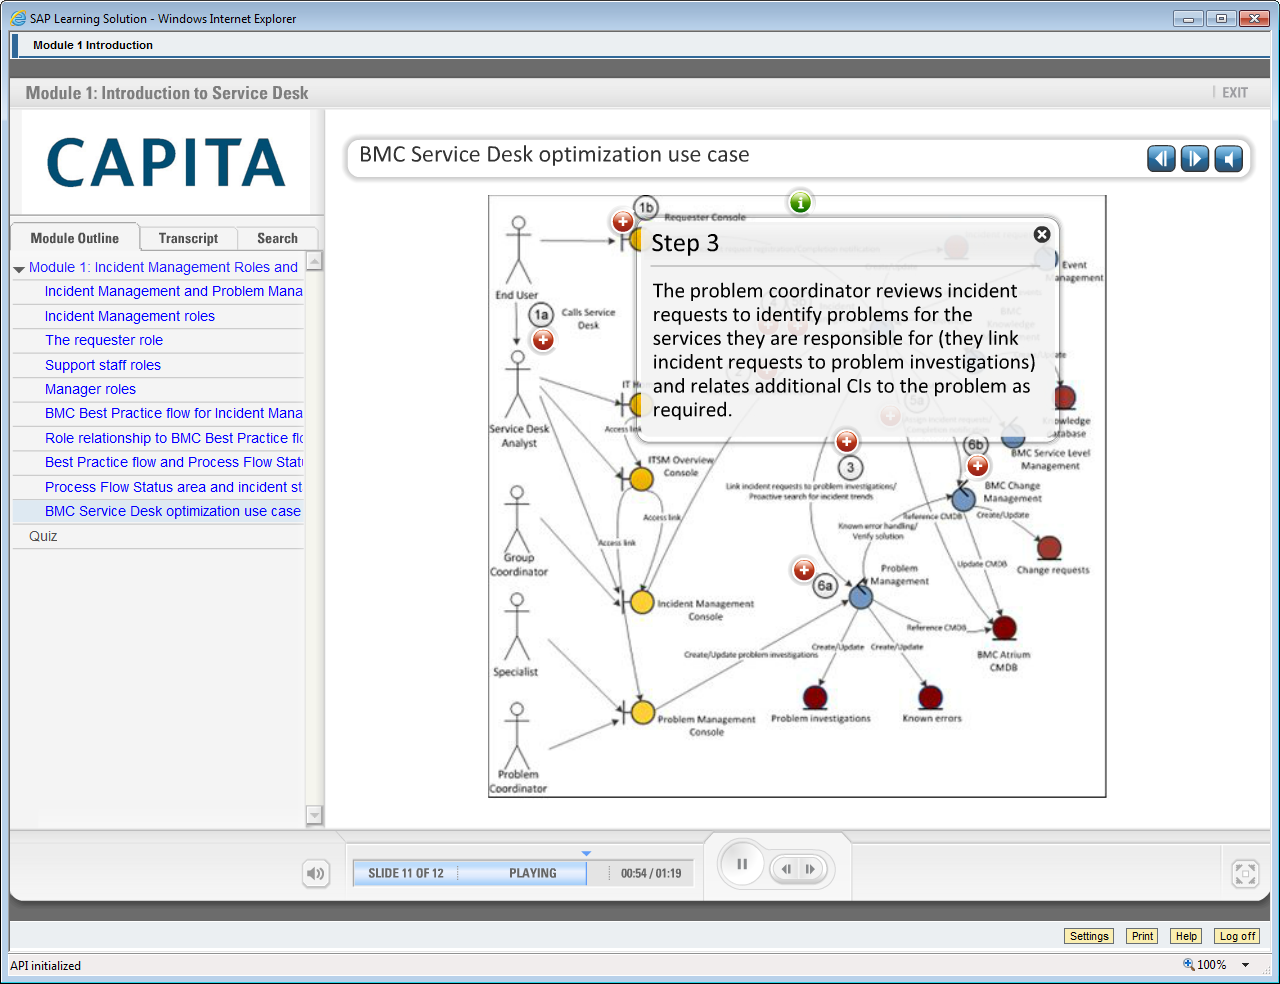 SAP Learning Solution - Windows Internet Explorer
Module 1 Introduction
Module 1: Introduction to Service Desk
EXIT
CAPITA
BMC Service Desk optimization use case
Module Outline
Transcript
Search
Module 1: Incident Management Roles and
Incident Management and Problem Mana
Incident Management roles
The requester role
Support staff roles
Manager roles
BMC Best Practice flow for Incident Mana
Role relationship to BMC Best Practice flo
Best Practice flow and Process Flow Statu
Process Flow Status area and incident st
BMC Service Desk optimization use case
Quiz
1b
Requester Console
End User
1a
Calls Service
Desk
Step 3
The problem coordinator reviews incident
requests to identify problems for the
services they are responsible for (they link
incident requests to problem investigations)
and relates additional CIs to the problem as
required.
Event
Management
Knowledge
Database
IT H
Access link
Service Desk
Analyst
5a
6b
BMC Service Level
Management
ITSM Overview
Console
3
Link incident requests to problem investigations/
Proactive search for incident trends
BMC Change
Management
Access link
Access link
Reference CMDB
Create/Update
Known error handling/
Verify solution
Change requests
Update CMDB
Group
Coordinator
Problem
Management
6a
Incident Management
Console
Reference CMDB
BMC Atrium
CMDB
Create/Update
Create/Update
Create/Update problem investigations
Specialist
Problem Management
Console
Problem investigations
Known errors
Problem
Coordinator
SLIDE 11 OF 12
PLAYING
00:54 / 01:19
Settings
Print
Help
Log off
API initialized
100%